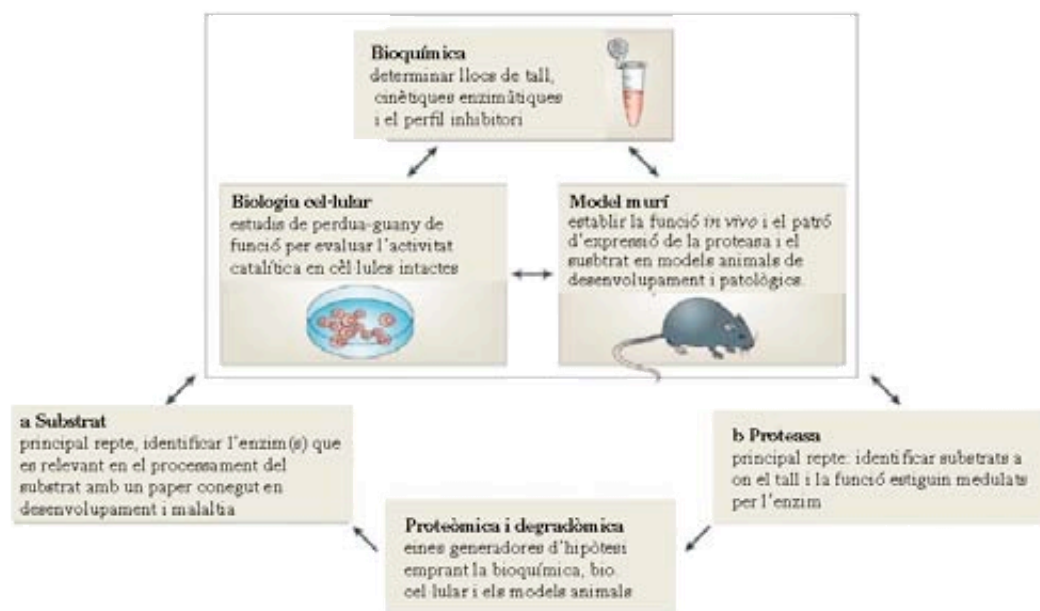 Bioquímica
determinar llocs de tall,
cinètiques enzimàtiques
i el perfil inhibitori
Biologia cel·lular
estudis de perdua-guany de
funció per evaluar l'activitat
catalítica en cèl·lules intactes
Model murí
establir la funció in vivo i el patró
d'expressió de la proteasa i el
susbtrat en models animals de
desenvolupament i patològics.
a Substrat
principal repte, identificar l'enzim(s) que
es relevant en el processament del
substrat amb un paper conegut en
desenvolupament i malaltia
b Proteasa
principal repte: identificar substrats a
on el tall i la funció estiguin medulats
per l'enzim
Proteòmica i degradòmica
eines generadores d'hipòtesi
emprant la bioquímica, bio.
cel·lular i els models animals